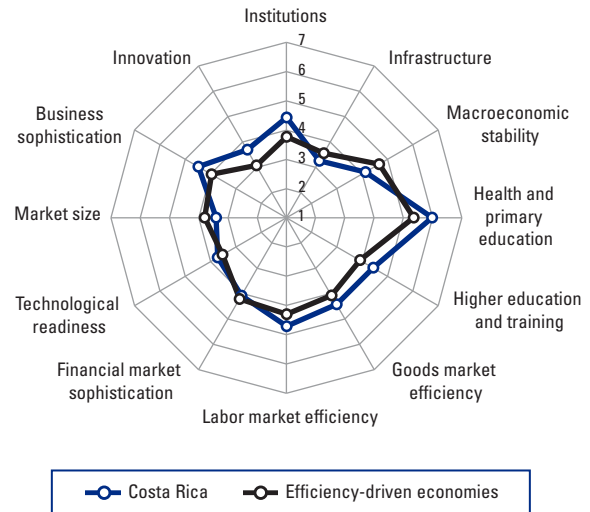 Institutions
7
6
5
4
3
2
1
Infrastructure
Macroeconomic
stability
Health and
primary
education
Higher education
and training
Goods market
efficiency
Labor market efficiency
Financial market
sophistication
Technological
readiness
Market size
Business
sophistication
Innovation
Costa Rica
Efficiency-driven economies